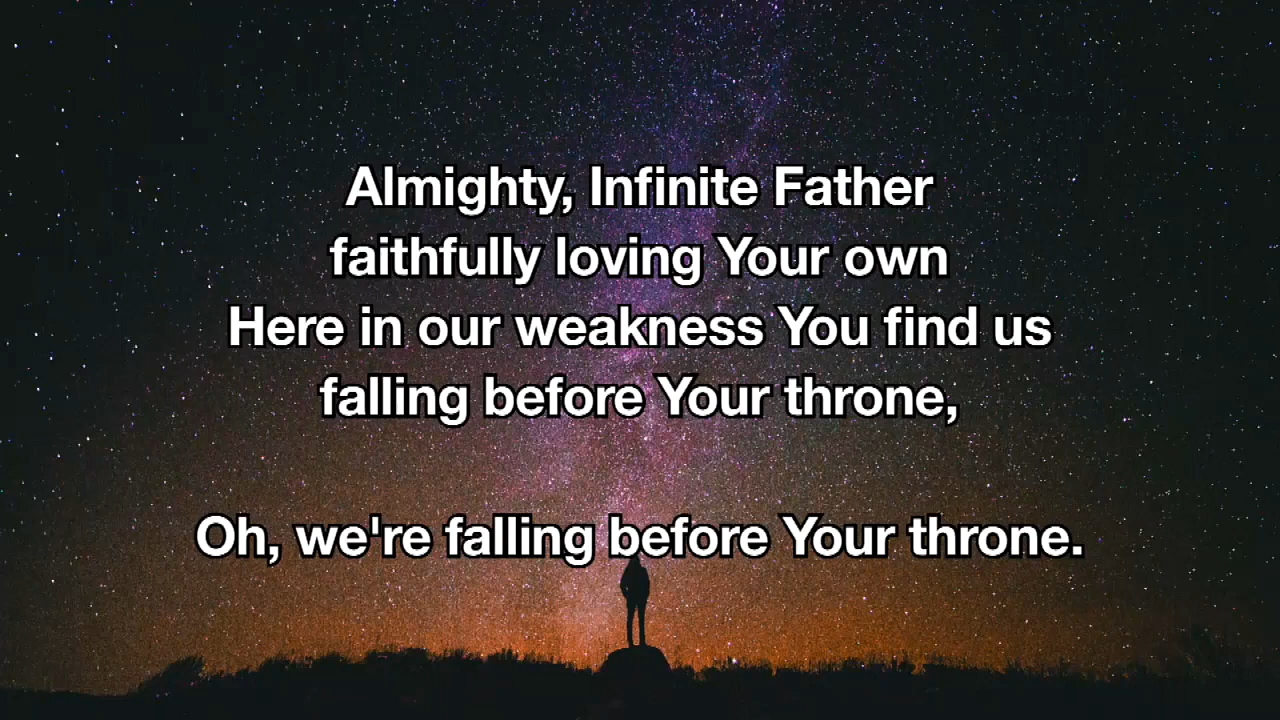 Almighty, Infinite Father
faithfully loving Your own
Here in our weakness You find us
falling before Your throne,
Oh, we're falling before Your throne.